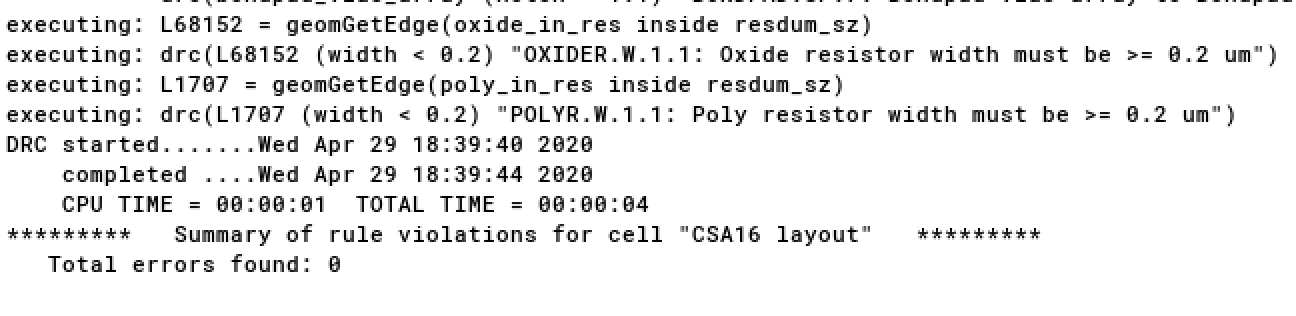 executing: L68152 = geomGetEdge(oxide_in_res inside resdum_sz)
executing: drc(L68152 (width < 0.2) "OXIDER.W.1.1: Oxide resistor width must be >= 0.2 um")
executing: L1707 = geomGetEdge(poly_in_res inside resdum_sz)
executing: drc(L1707 (width < 0.2) "POLYR.W.1.1: Poly resistor width must be >= 0.2 um")
DRC started.......Wed Apr 29 18:39:40 2020
    completed ....Wed Apr 29 18:39:44 2020
    CPU TIME = 00:00:01  TOTAL TIME = 00:00:04
*********   Summary of rule violations for cell "CSA16 layout"   *********
   Total errors found: 0